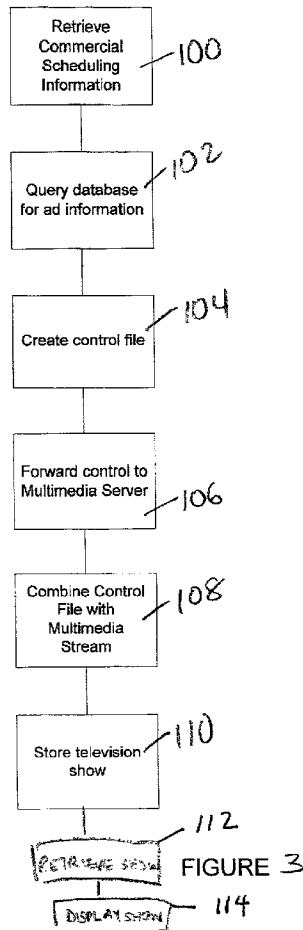 Retrieve
Commercial
Scheduling
Information
100
Query database
for ad information
102
Create control file
104
Forward control to
Multimedia Server
106
Combine Control
File with
Multimedia
Stream
108
Store television
show
110
RETRIEVE SHOW
112
FIGURE 3
DISPLAY SHOW
114